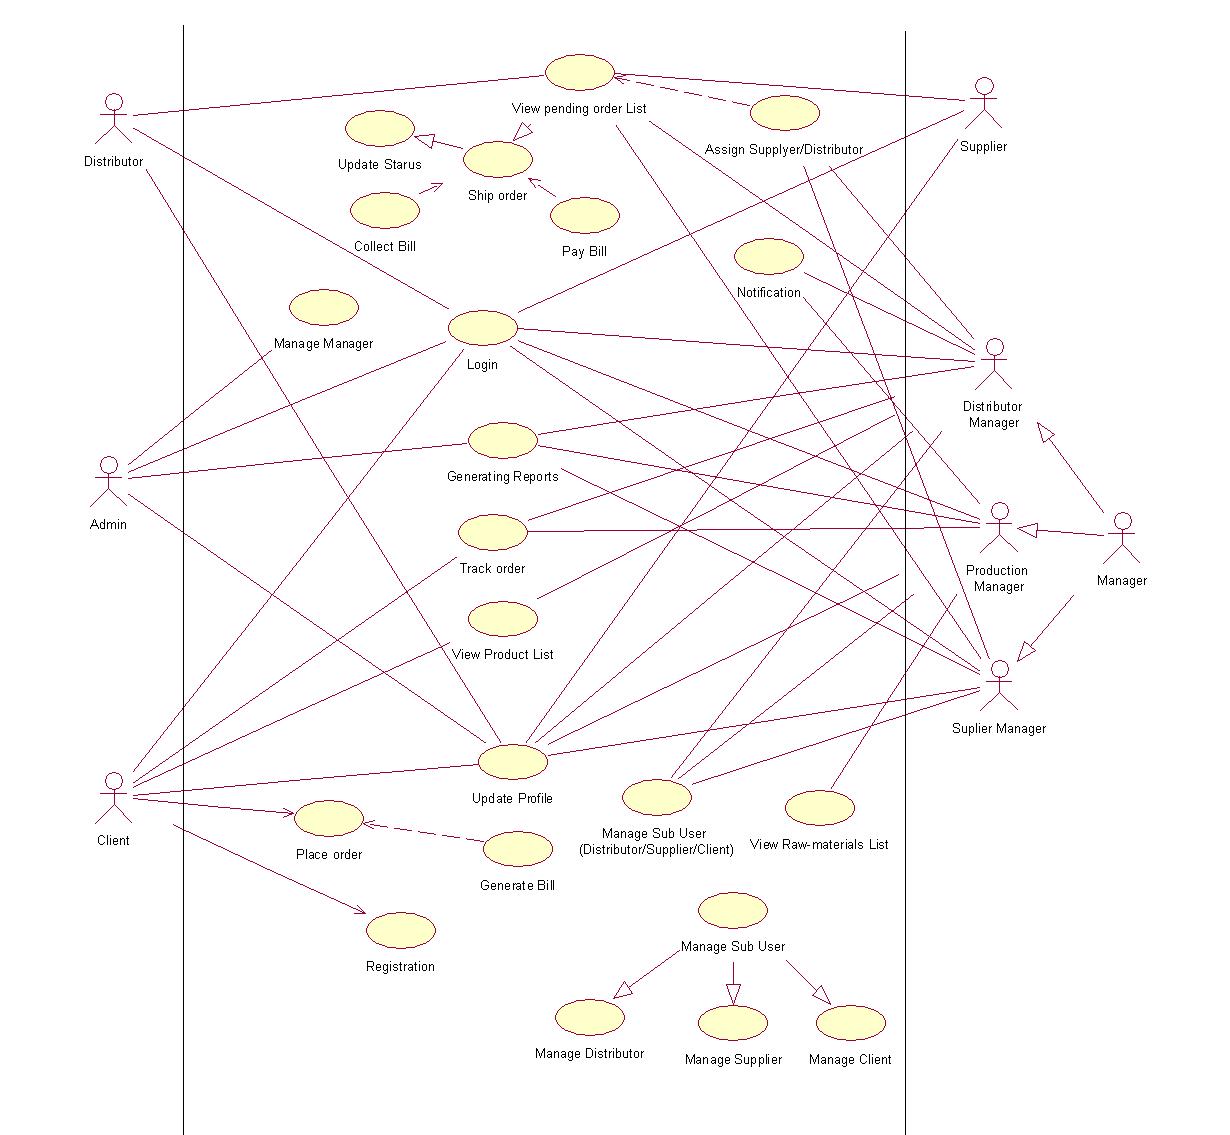 View pending order List
Distributor
Update Starus
Assign Supplyer/Distributor
Supplier
Ship order
Collect Bill
Pay Bill
Notification
Manage Manager
Login
Distributor
Manager
Generating Reports
Admin
Track order
Production
Manager
Manager
View Product List
Suplier Manager
Update Profile
Client
Place order
Manage Sub User
(Distributor/Supplier/Client)
View Raw-materials List
Generate Bill
Registration
Manage Sub User
Manage Distributor
Manage Supplier
Manage Client